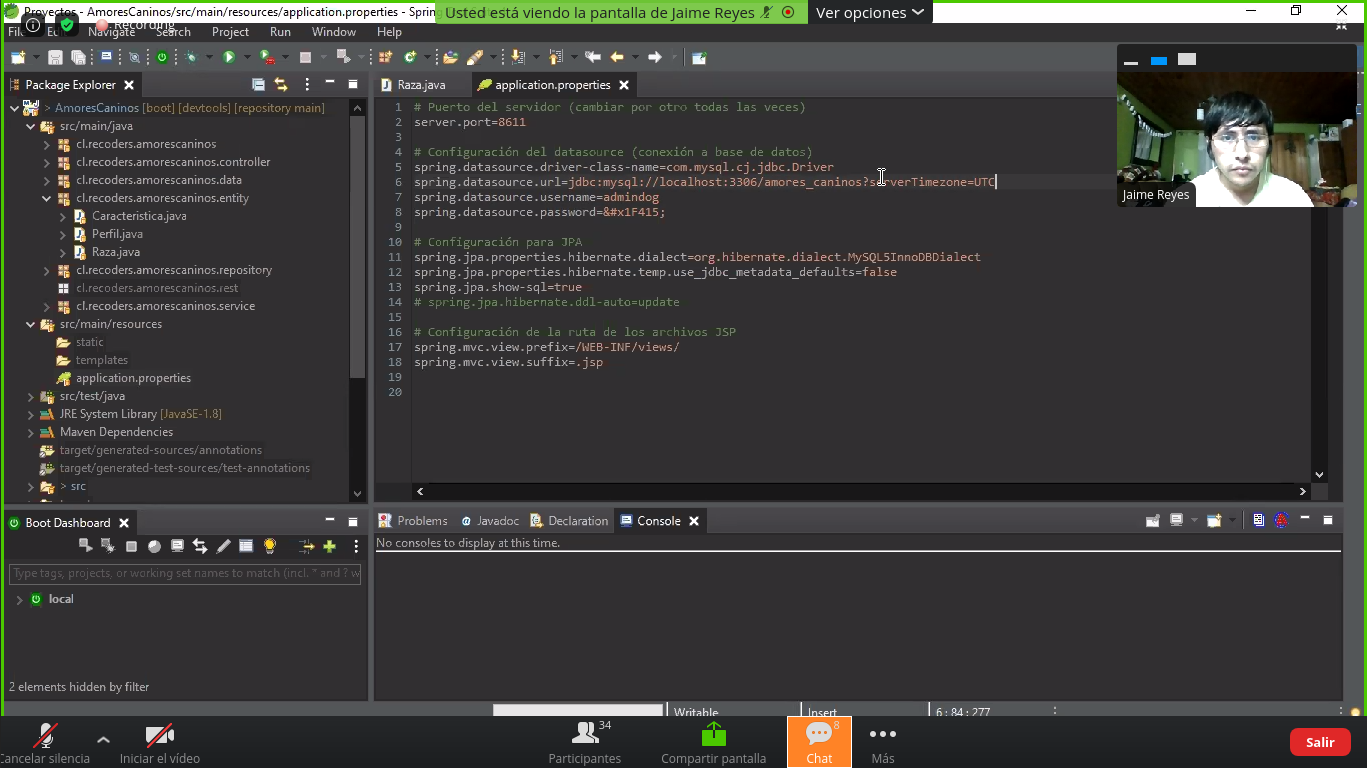 Proyectos - AmoresCaninos/src/main/resources/application.properties - Spring
Usted está viendo la pantalla de Jaime Reyes
Ver opciones
Recording
Navigate Search Project Run Window Help
Package Explorer
> AmoresCaninos [boot] [devtools] [repository main]
src/main/java
cl.recoders.amorescaninos
cl.recoders.amorescaninos.controller
cl.recoders.amorescaninos.data
cl.recoders.amorescaninos.entity
Caracteristica.java
Perfil.java
Raza.java
cl.recoders.amorescaninos.repository
cl.recoders.amorescaninos.rest
cl.recoders.amorescaninos.service
src/main/resources
static
templates
application.properties
src/test/java
JRE System Library [JavaSE-1.8]
Maven Dependencies
target/generated-sources/annotations
target/generated-test-sources/test-annotations
> src
Raza.java
application.properties
1 # Puerto del servidor (cambiar por otro todas las veces)
2 server.port=8611
3
4 # Configuración del datasource (conexión a base de datos)
5 spring.datasource.driver-class-name=com.mysql.cj.jdbc.Driver
6 spring.datasource.url=jdbc:mysql://localhost:3306/amores_caninos?serverTimezone=UTC
7 spring.datasource.username=admindog
8 spring.datasource.password=&#x1F415;
9
10 # Configuración para JPA
11 spring.jpa.properties.hibernate.dialect=org.hibernate.dialect.MySQL5InnoDBDialect
12 spring.jpa.properties.hibernate.temp.use_jdbc_metadata_defaults=false
13 spring.jpa.show-sql=true
14 # spring.jpa.hibernate.ddl-auto=update
15
16 # Configuración de la ruta de los archivos JSP
17 spring.mvc.view.prefix=/WEB-INF/views/
18 spring.mvc.view.suffix=.jsp
19
20
Jaime Reyes
Boot Dashboard
Type tags, projects, or working set names to match (incl. * and ? w
local
2 elements hidden by filter
Problems
@ Javadoc
Declaration
Console
No consoles to display at this time.
Writable
Insert
6 : 84 : 277
Cancelar silencia
Iniciar el vídeo
34
Participantes
Compartir pantalla
8
Chat
Más
Salir